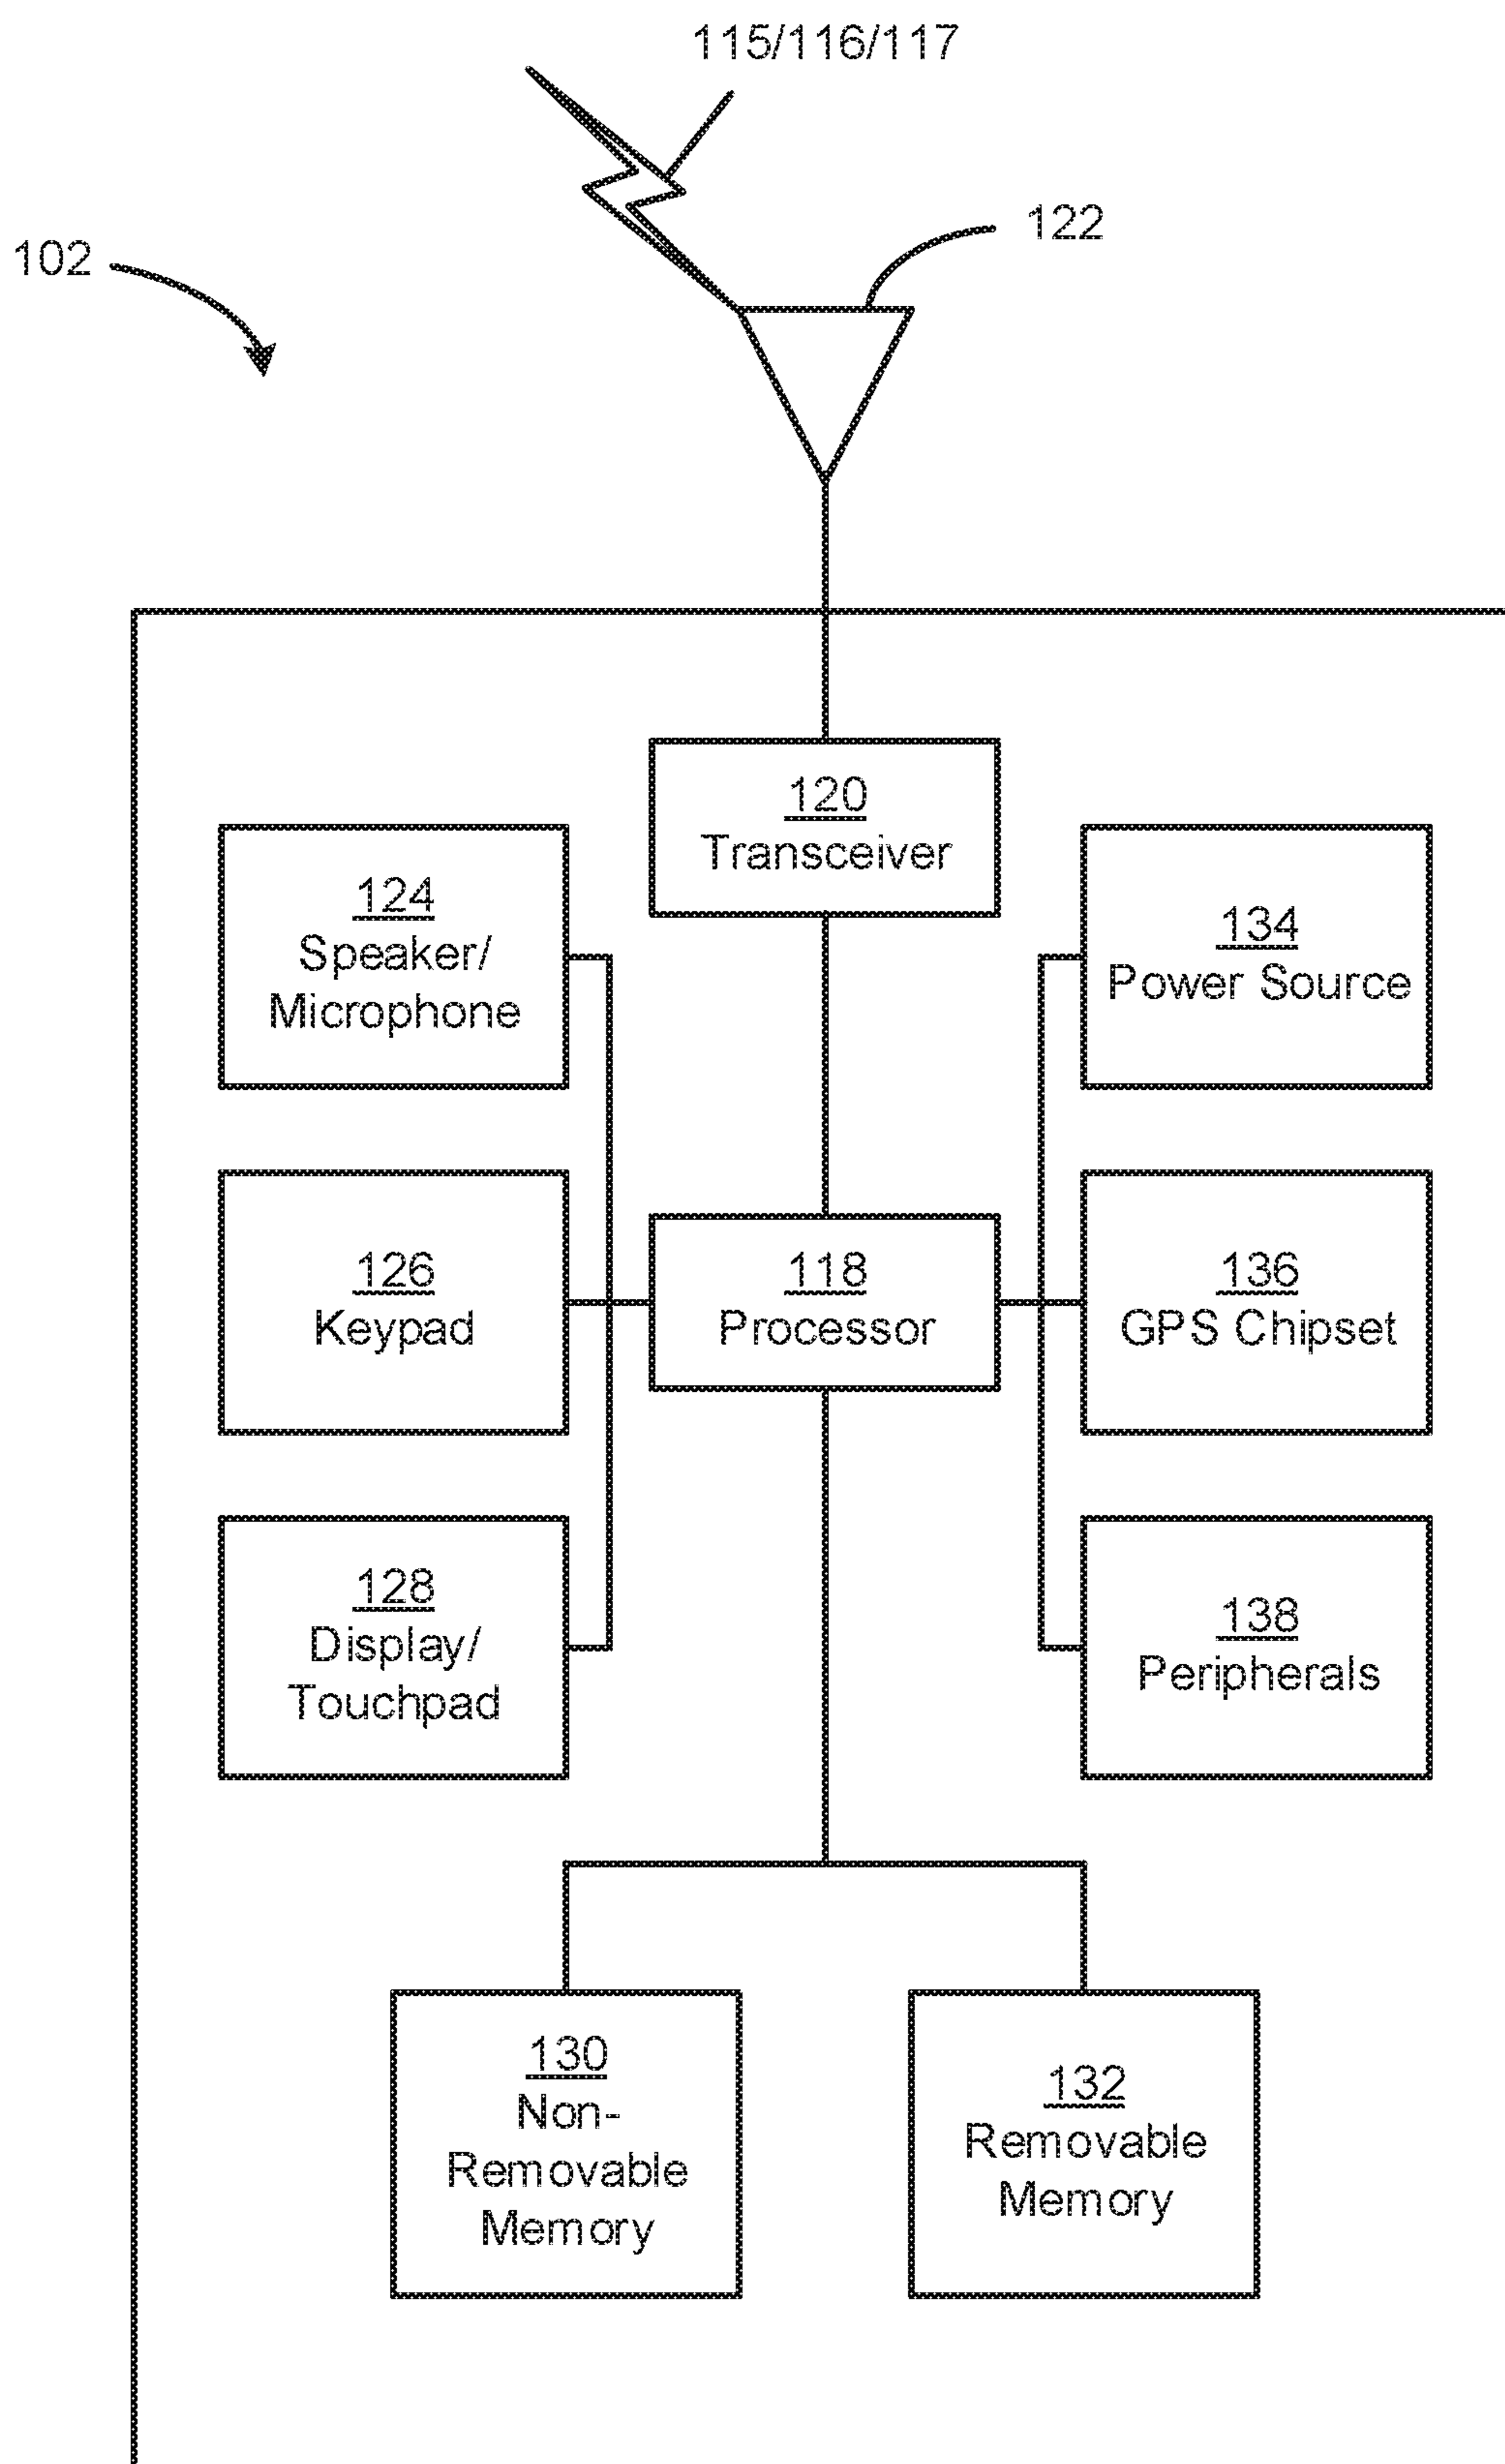 115/116/117
122
102
120
Transceiver
124
Speaker/
Microphone
134
Power Source
126
Keypad
118
Processor
136
GPS Chipset
128
Display/
Touchpad
138
Peripherals
130
Non-
Removable
Memory
132
Removable
Memory